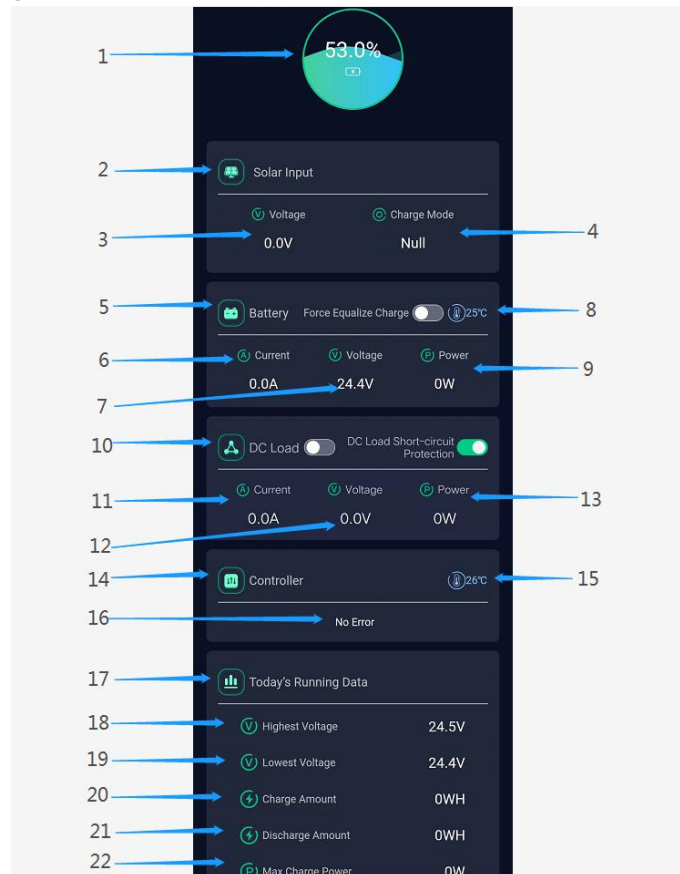 1
53.0%
2
Solar Input
Voltage
Charge Mode
3
0.0V
Null
4
5
Battery
Force Equalize Charge
25℃
8
6
Current
Voltage
Power
9
0.0A
24.4V
0W
7
10
DC Load
DC Load Short-circuit
Protection
11
Current
Voltage
Power
13
0.0A
0.0V
0W
12
14
Controller
26℃
15
16
No Error
17
Today's Running Data
18
Highest Voltage
24.5V
19
Lowest Voltage
24.4V
20
Charge Amount
0WH
21
Discharge Amount
0WH
22
Max Charge Power
0W